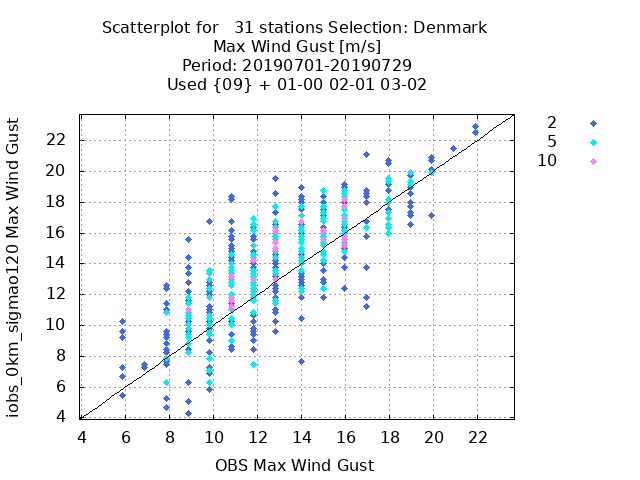 Scatterplot for   31 stations Selection: Denmark
Max Wind Gust [m/s]
Period: 20190701-20190729
Used {09} + 01-00 02-01 03-02
iobs_0km_sigmao120 Max Wind Gust
22
20
18
16
14
12
10
8
6
4
4 6 8 10 12 14 16 18 20 22
OBS Max Wind Gust
2
5
10